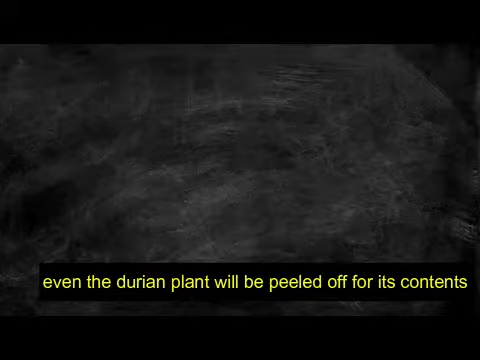 even the durian plant will be peeled off for its contents